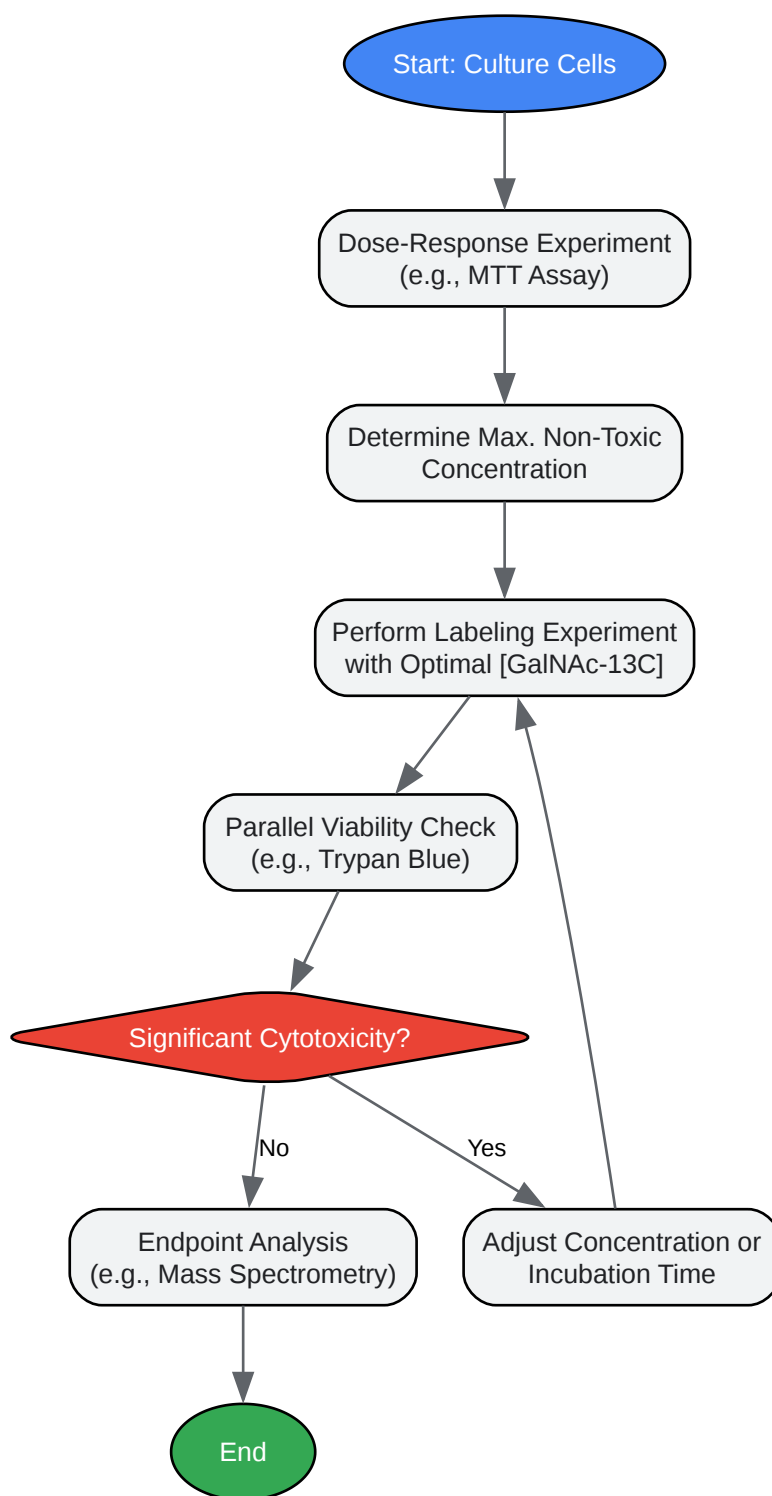 Start: Culture Cells
Dose-Response Experiment
(e.g., MTT Assay)
Determine Max. Non-Toxic
Concentration
Perform Labeling Experiment
with Optimal [GalNAc-13C]
Parallel Viability Check
(e.g., Trypan Blue)
Significant Cytotoxicity?
No
Yes
Endpoint Analysis
(e.g., Mass Spectrometry)
Adjust Concentration or
Incubation Time
End